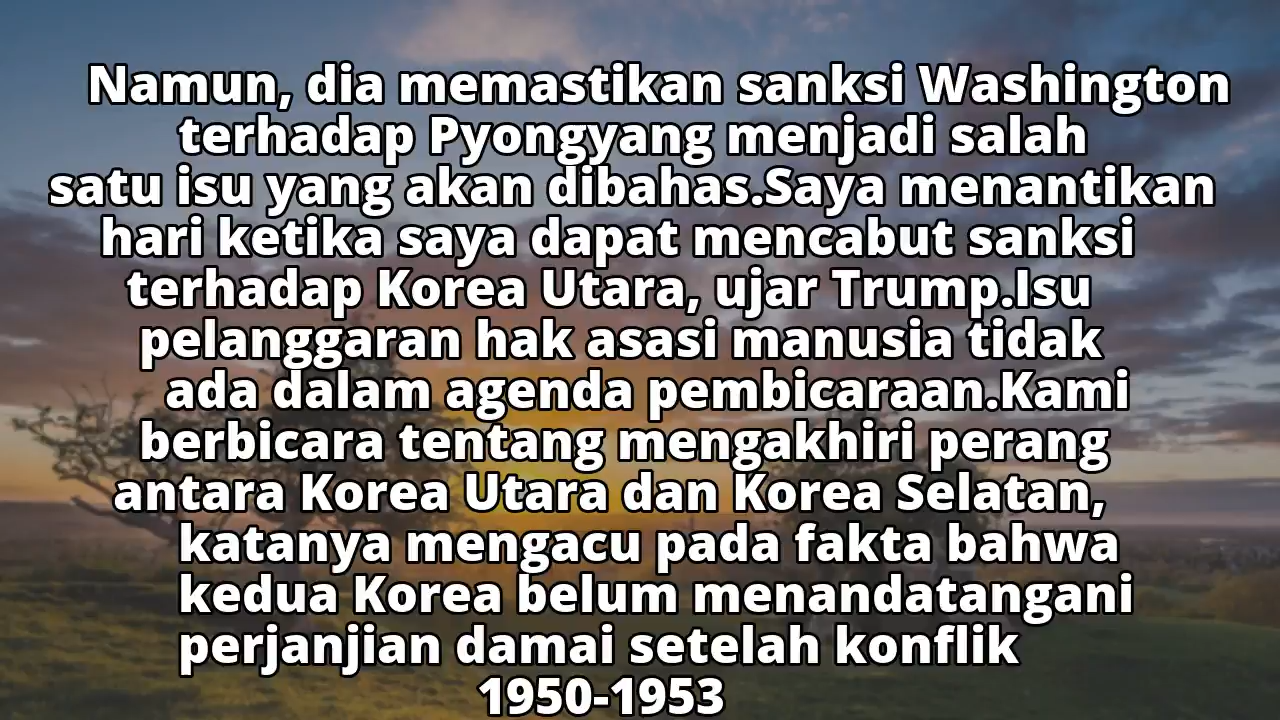 Namun, dia memastikan sanksi Washington
terhadap Pyongyang menjadi salah
satu isu yang akan dibahas.Saya menantikan
hari ketika saya dapat mencabut sanksi
terhadap Korea Utara, ujar Trump.Isu
pelanggaran hak asasi manusia tidak
ada dalam agenda pembicaraan.Kami
berbicara tentang mengakhiri perang
antara Korea Utara dan Korea Selatan,
katanya mengacu pada fakta bahwa
kedua Korea belum menandatangani
perjanjian damai setelah konflik
1950-1953